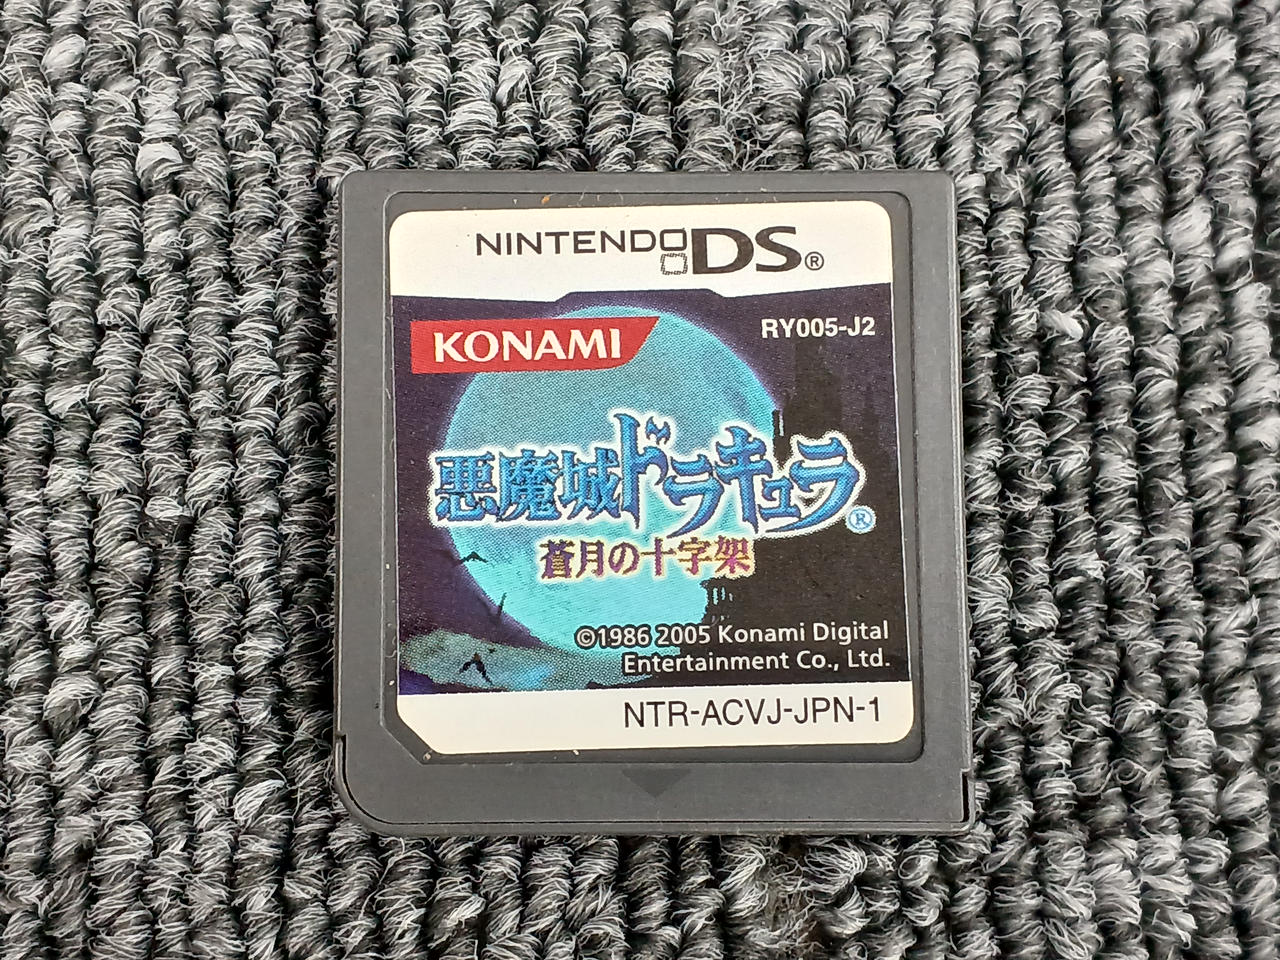 NINTENDO DS®
KONAMI
RY005-J2
悪魔城ドラキュラ®
蒼月の十字架
©1986 2005 Konami Digital
Entertainment Co., Ltd.
NTR-ACVJ-JPN-1